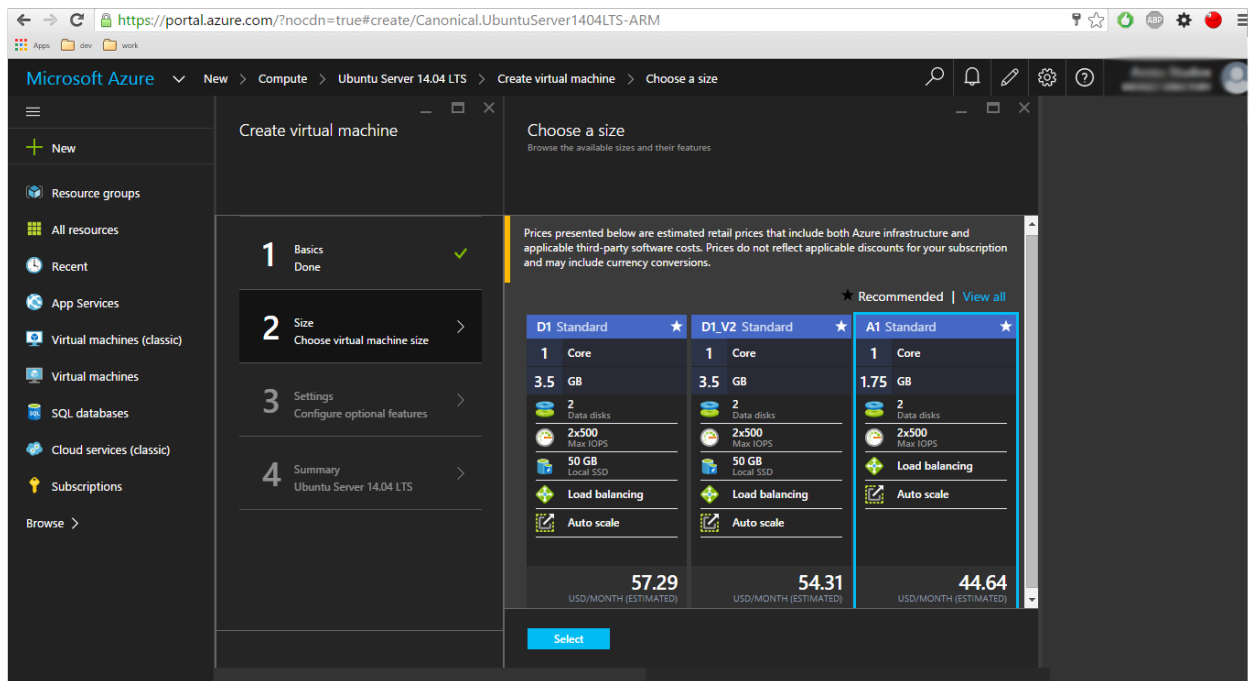 https://portal.azure.com/?nocdn=true#create/Canonical.UbuntuServer1404LTS-ARM
ABP
Apps dev work
Microsoft Azure New > Compute > Ubuntu Server 14.04 LTS > Create virtual machine > Choose a size
New
Resource groups
All resources
Recent
App Services
Virtual machines (classic)
Virtual machines
SQL databases
Cloud services (classic)
Subscriptions
Browse >
Create virtual machine
1 Basics
Done
2 Size
Choose virtual machine size
3 Settings
Configure optional features
4 Summary
Ubuntu Server 14.04 LTS
Choose a size
Browse the available sizes and their features
Prices presented below are estimated retail prices that include both Azure infrastructure and
applicable third-party software costs. Prices do not reflect applicable discounts for your subscription
and may include currency conversions.
★ Recommended | View all
D1 Standard ★
1 Core
3.5 GB
2
Data disks
2x500
Max IOPS
50 GB
Local SSD
Load balancing
Auto scale
57.29
USD/MONTH (ESTIMATED)
D1_V2 Standard ★
1 Core
3.5 GB
2
Data disks
2x500
Max IOPS
50 GB
Local SSD
Load balancing
Auto scale
54.31
USD/MONTH (ESTIMATED)
A1 Standard ★
1 Core
1.75 GB
2
Data disks
2x500
Max IOPS
Load balancing
Auto scale
44.64
USD/MONTH (ESTIMATED)
Select